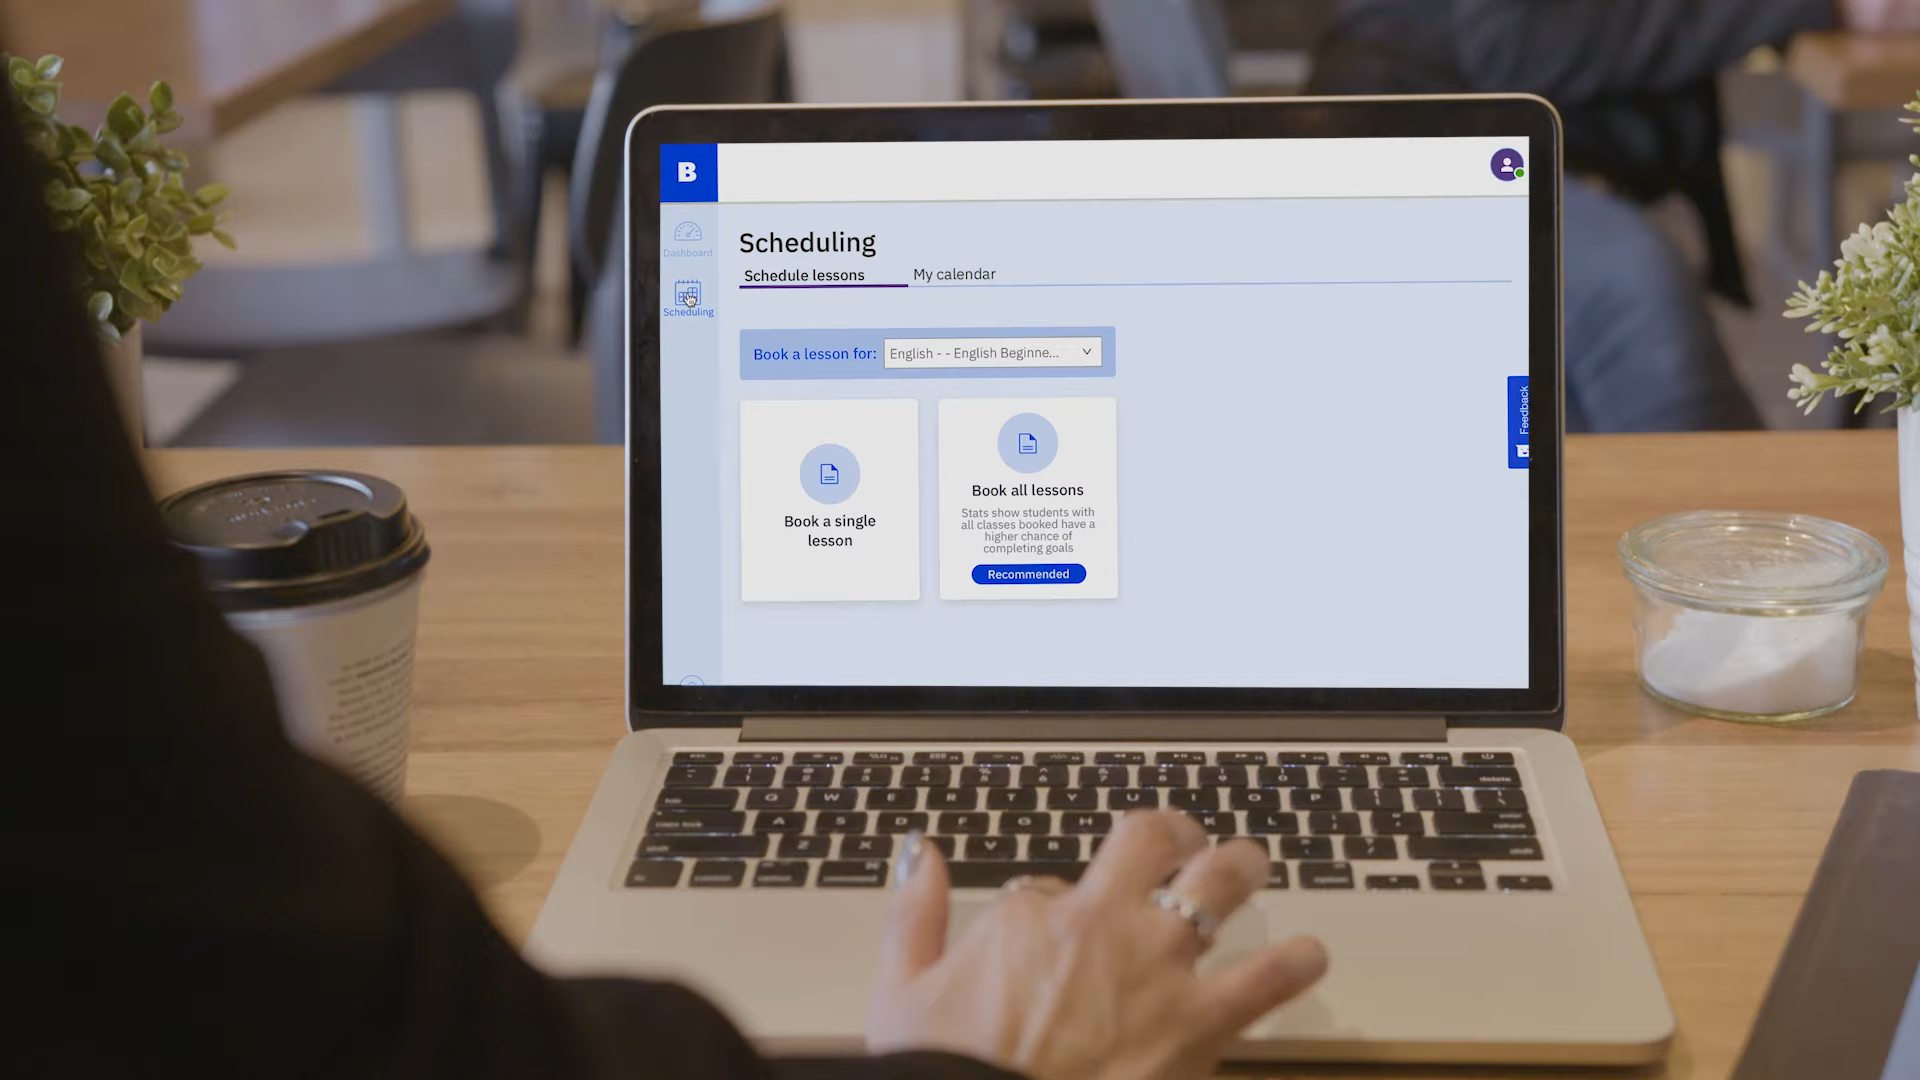 B
Dashboard
Scheduling
Scheduling
Schedule lessons
My calendar
Book a lesson for:
English - - English Beginne...
Book a single
lesson
Book all lessons
Stats show students with
all classes booked have a
higher chance of
completing goals
Recommended
Feedback
Q W E R T Y U I O P
A S D F G H K L
Z X V B